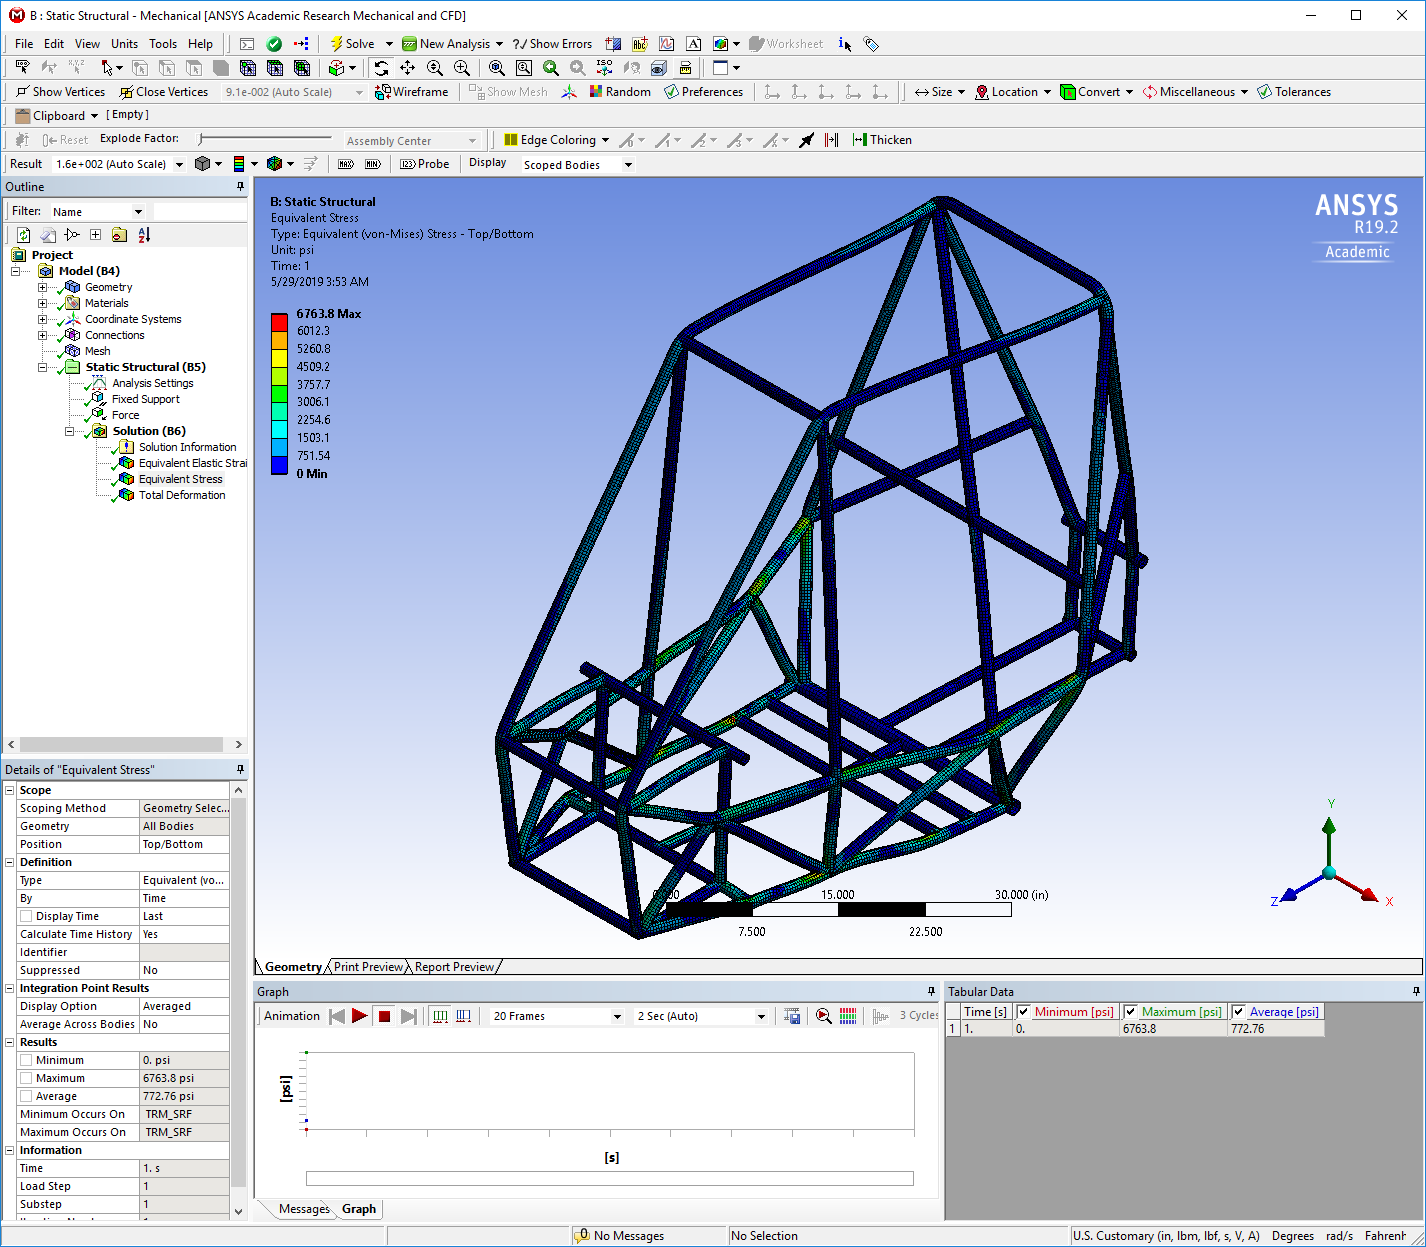 B : Static Structural - Mechanical [ANSYS Academic Research Mechanical and CFD]
File Edit View Units Tools Help Solve New Analysis ?/ Show Errors Worksheet
Show Vertices Close Vertices 9.1e-002 (Auto Scale) Wireframe Show Mesh Random Preferences Size Location Convert Miscellaneous Tolerances
Clipboard [ Empty ]
Reset Explode Factor: Assembly Center Edge Coloring Thicken
Result 1.6e+002 (Auto Scale) MAX MIN Probe Display Scoped Bodies
Outline
Filter: Name
Project
Model (B4)
Geometry
Materials
Coordinate Systems
Connections
Mesh
Static Structural (B5)
Analysis Settings
Fixed Support
Force
Solution (B6)
Solution Information
Equivalent Elastic Strai
Equivalent Stress
Total Deformation
B: Static Structural
Equivalent Stress
Type: Equivalent (von-Mises) Stress - Top/Bottom
Unit: psi
Time: 1
5/29/2019 3:53 AM
6763.8 Max
6012.3
5260.8
4509.2
3757.7
3006.1
2254.6
1503.1
751.54
0 Min
ANSYS
R19.2
Academic
Y
Z X
15.000 30.000 (in)
7.500 22.500
Geometry Print Preview Report Preview
Details of "Equivalent Stress"
Scope
Scoping Method Geometry Selec...
Geometry All Bodies
Position Top/Bottom
Definition
Type Equivalent (vo...
By Time
Display Time Last
Calculate Time History Yes
Identifier
Suppressed No
Integration Point Results
Display Option Averaged
Average Across Bodies No
Results
Minimum 0. psi
Maximum 6763.8 psi
Average 772.76 psi
Minimum Occurs On TRM_SRF
Maximum Occurs On TRM_SRF
Information
Time 1. s
Load Step 1
Substep 1
Graph
Animation 20 Frames 2 Sec (Auto) 3 Cycles
[psi]
[s]
Messages Graph
Tabular Data
Time [s] Minimum [psi] Maximum [psi] Average [psi]
1 1. 0. 6763.8 772.76
0 No Messages No Selection U.S. Customary (in, lbm, lbf, s, V, A) Degrees rad/s Fahrenh